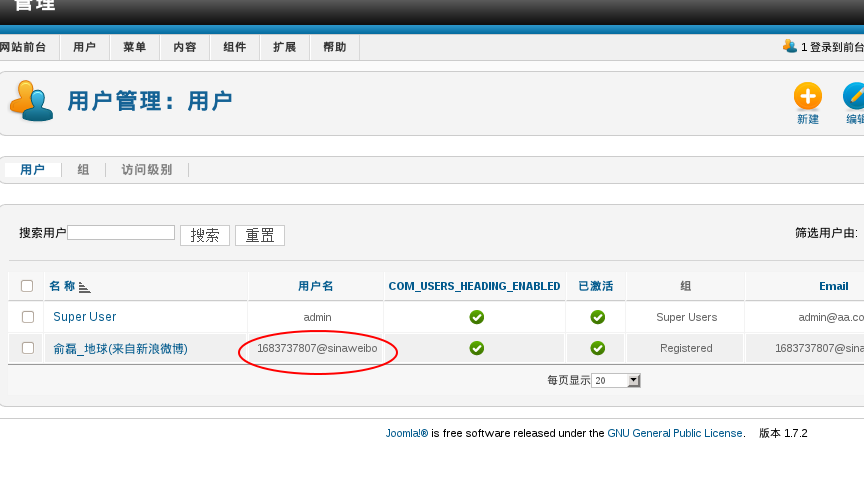 管理
网站前台 用户 菜单 内容 组件 扩展 帮助 1 登录到前台
用户管理：用户
新建 编辑
用户 组 访问级别
搜索用户 搜索 重置 筛选用户由:
名称 用户名 COM_USERS_HEADING_ENABLED 已激活 组 Email
Super User admin Super Users admin@aa.co
俞磊_地球(来自新浪微博) 1683737807@sinaweibo Registered 1683737807@sina
每页显示 20
Joomla!® is free software released under the GNU General Public License. 版本 1.7.2